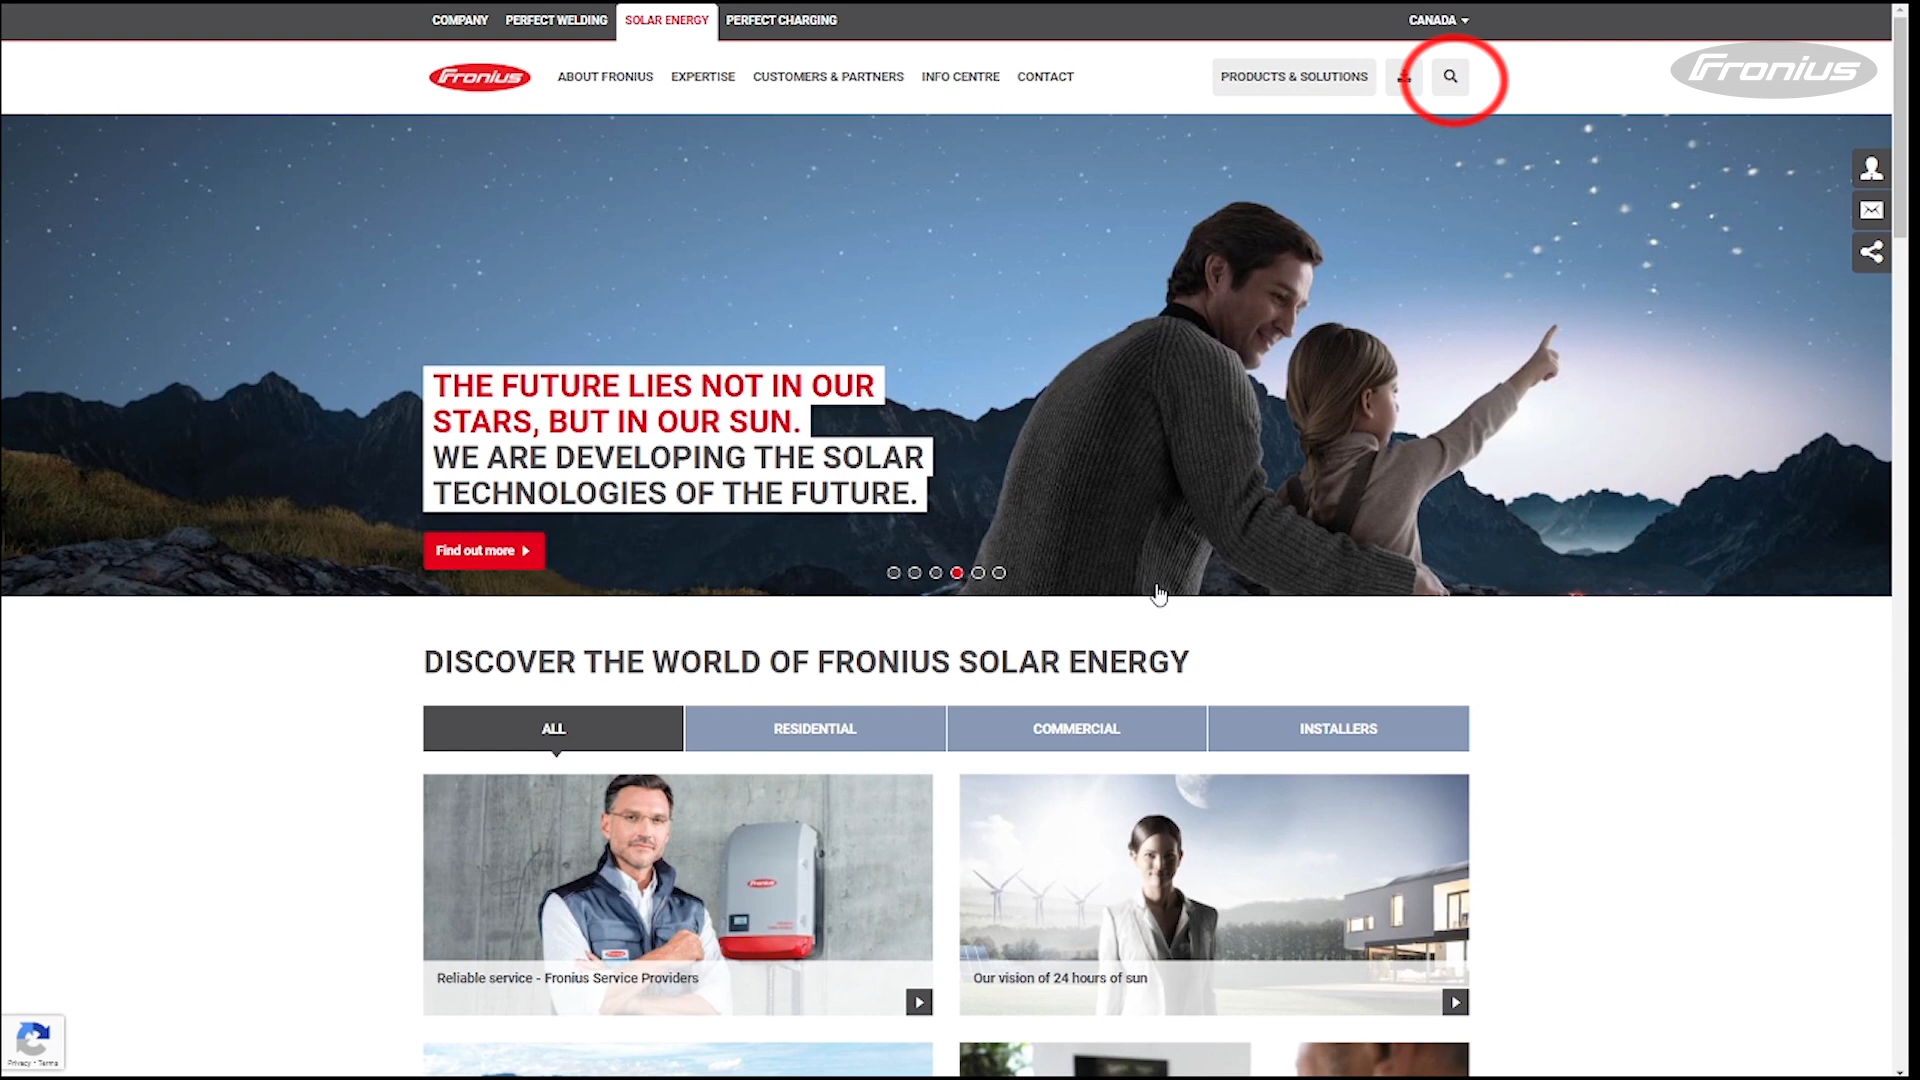 COMPANY PERFECT WELDING SOLAR ENERGY PERFECT CHARGING CANADA
Fronius ABOUT FRONIUS EXPERTISE CUSTOMERS & PARTNERS INFO CENTRE CONTACT PRODUCTS & SOLUTIONS Fronius
THE FUTURE LIES NOT IN OUR
STARS, BUT IN OUR SUN.
WE ARE DEVELOPING THE SOLAR
TECHNOLOGIES OF THE FUTURE.
Find out more
DISCOVER THE WORLD OF FRONIUS SOLAR ENERGY
ALL RESIDENTIAL COMMERCIAL INSTALLERS
Fronius
Reliable service - Fronius Service Providers
Our vision of 24 hours of sun
Privacy - Terms